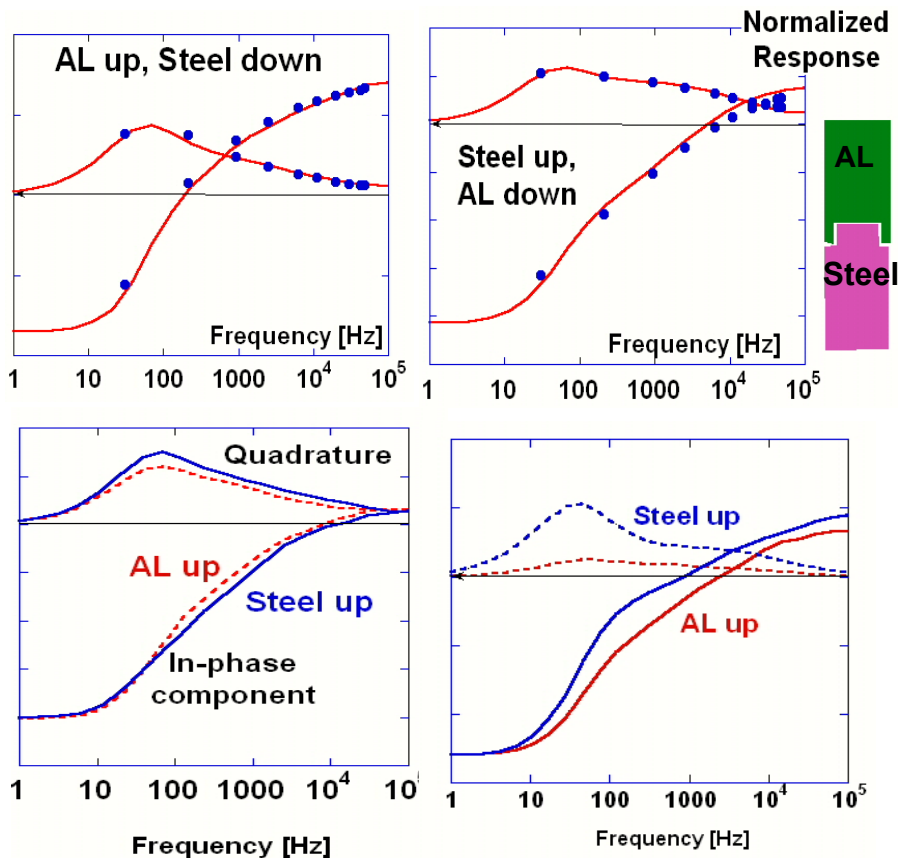 AL up, Steel down
Frequency [Hz]
1 10 100 1000 10⁴ 10⁵
Normalized
Response
Steel up,
AL down
Frequency [Hz]
1 10 100 1000 10⁴ 10⁵
AL
Steel
Quadrature
AL up
Steel up
In-phase
component
1 10 100 1000 10⁴ 10⁵
Frequency [Hz]
Steel up
AL up
1 10 100 1000 10⁴ 10⁵
Frequency [Hz]